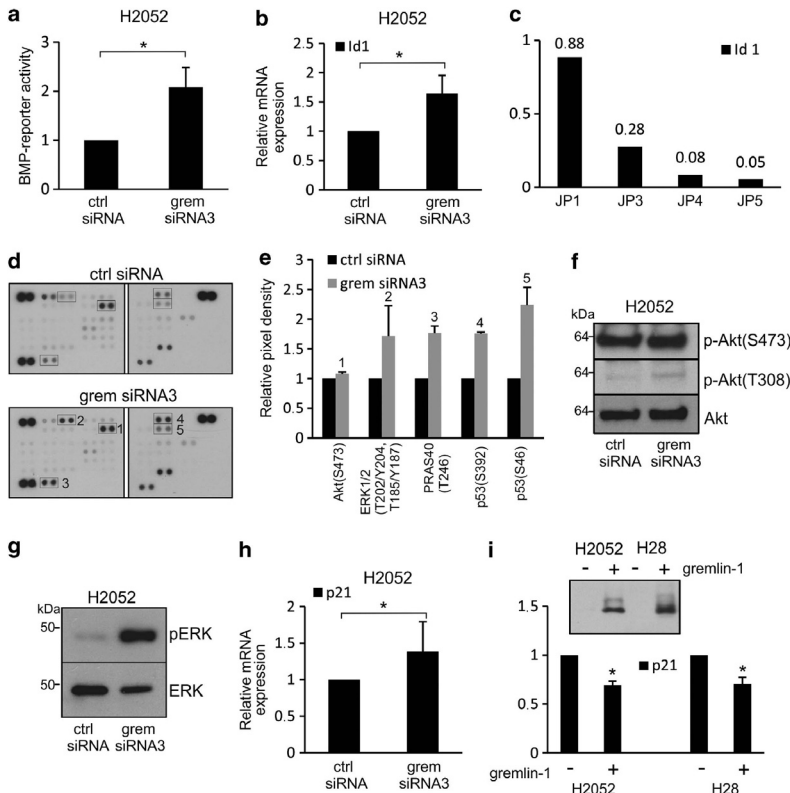 a
H2052
BMP-reporter activity
4
3
2
1
0
*
ctrl
siRNA
grem
siRNA3
b
H2052
Id1
Relative mRNA
expression
2.5
2
1.5
1
0.5
0
*
ctrl
siRNA
grem
siRNA3
c
Id 1
1
0.5
0
0.88
0.28
0.08
0.05
JP1
JP3
JP4
JP5
d
ctrl siRNA
grem siRNA3
2
1
3
4
5
e
ctrl siRNA
grem siRNA3
Relative pixel density
3
2.5
2
1.5
1
0.5
0
1
2
3
4
5
Akt(S473)
ERK1/2
(T202/Y204,
T185/Y187)
PRAS40
(T246)
p53(S392)
p53(S46)
f
H2052
kDa
64
p-Akt(S473)
64
p-Akt(T308)
64
Akt
ctrl
siRNA
grem
siRNA3
g
H2052
kDa
50
pERK
50
ERK
ctrl
siRNA
grem
siRNA3
h
H2052
p21
Relative mRNA
expression
2
1.5
1
0.5
0
*
ctrl
siRNA
grem
siRNA3
i
H2052 H28
- + - + gremlin-1
p21
1.5
1
0.5
0
*
*
gremlin-1 - + - +
H2052 H28